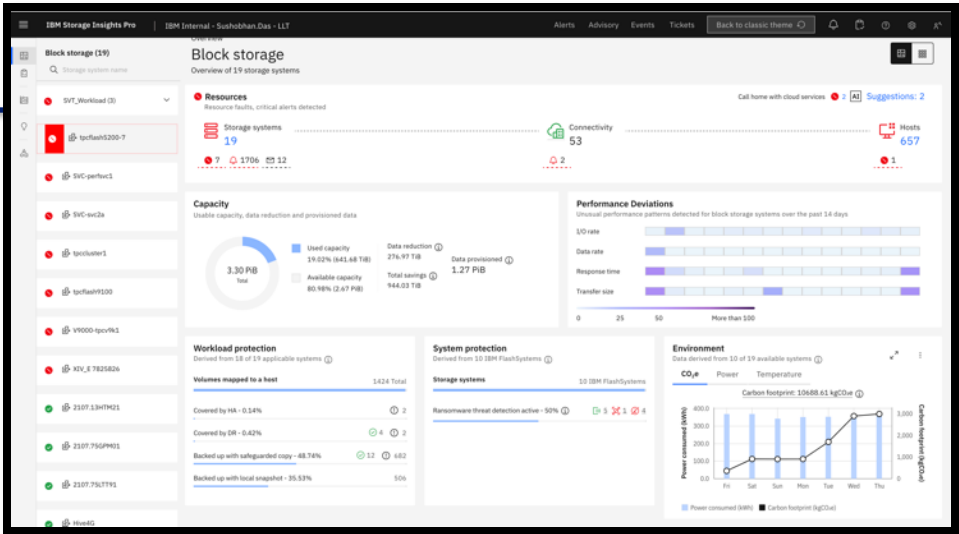 IBM Storage Insights Pro
IBM Internal - Sushobhan.Das - LLT
Alerts Advisory Events Tickets Back to classic theme
Block storage (19)
Storage system name
SVT_Workload (3)
tpcflash5200-7
SVC-perfsvc1
SVC-svc2a
tpccluster1
tpcflash9100
V9000-tpcv9k1
XIV_E 7825826
2107.13HTM21
2107.75GPM01
2107.75LTT91
Hive4G
Overview
Block storage
Overview of 19 storage systems
Resources
Resource faults, critical alerts detected
Call home with cloud services 2 AI Suggestions: 2
Storage systems
19
7 1706 12
Connectivity
53
2
Hosts
657
1
Capacity
Usable capacity, data reduction and provisioned data
3.30 PiB
Total
Used capacity
19.02% (641.68 TiB)
Available capacity
80.98% (2.67 PiB)
Data reduction
276.97 TiB
Total savings
944.03 TiB
Data provisioned
1.27 PiB
Performance Deviations
Unusual performance patterns detected for block storage systems over the past 14 days
I/O rate
Data rate
Response time
Transfer size
0 25 50 More than 100
Workload protection
Derived from 18 of 19 applicable systems
Volumes mapped to a host 1424 Total
Covered by HA - 0.14% 2
Covered by DR - 0.42% 4 2
Backed up with safeguarded copy - 48.74% 12 682
Backed up with local snapshot - 35.53% 506
System protection
Derived from 10 IBM FlashSystems
Storage systems 10 IBM FlashSystems
Ransomware threat detection active - 50% 5 1 4
Environment
Data derived from 10 of 19 available systems
CO₂e Power Temperature
Carbon footprint: 10688.61 kgCO₂e
Power consumed (kWh)
400.0
300.0
200.0
100.0
0.0
3,000
2,000
1,000
0
Carbon footprint (kgCO₂e)
Fri Sat Sun Mon Tue Wed Thu
Power consumed (kWh) Carbon footprint (kgCO₂e)